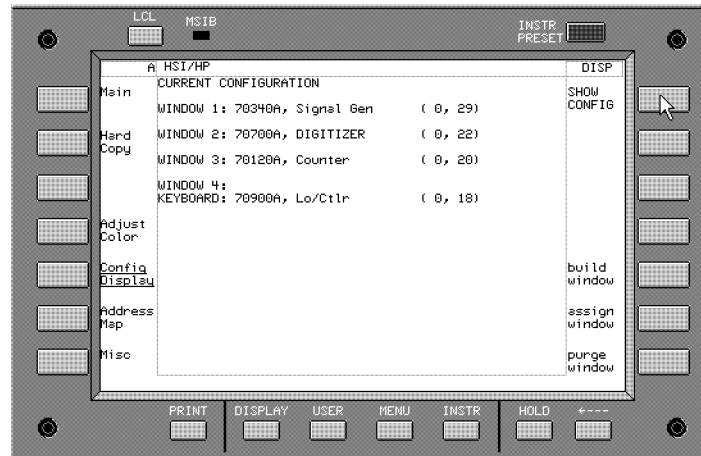 LCL
MSIB
INSTR
PRESET
A HSI/HP
DISP
CURRENT CONFIGURATION
WINDOW 1: 70340A, Signal Gen ( 0, 29)
WINDOW 2: 70700A, DIGITIZER ( 0, 22)
WINDOW 3: 70120A, Counter ( 0, 20)
WINDOW 4:
KEYBOARD: 70900A, Lo/Ctlr ( 0, 18)
Main
Hard
Copy
Adjust
Color
Config
Display
Address
Map
Misc
SHOW
CONFIG
build
window
assign
window
purge
window
PRINT DISPLAY USER MENU INSTR HOLD <---